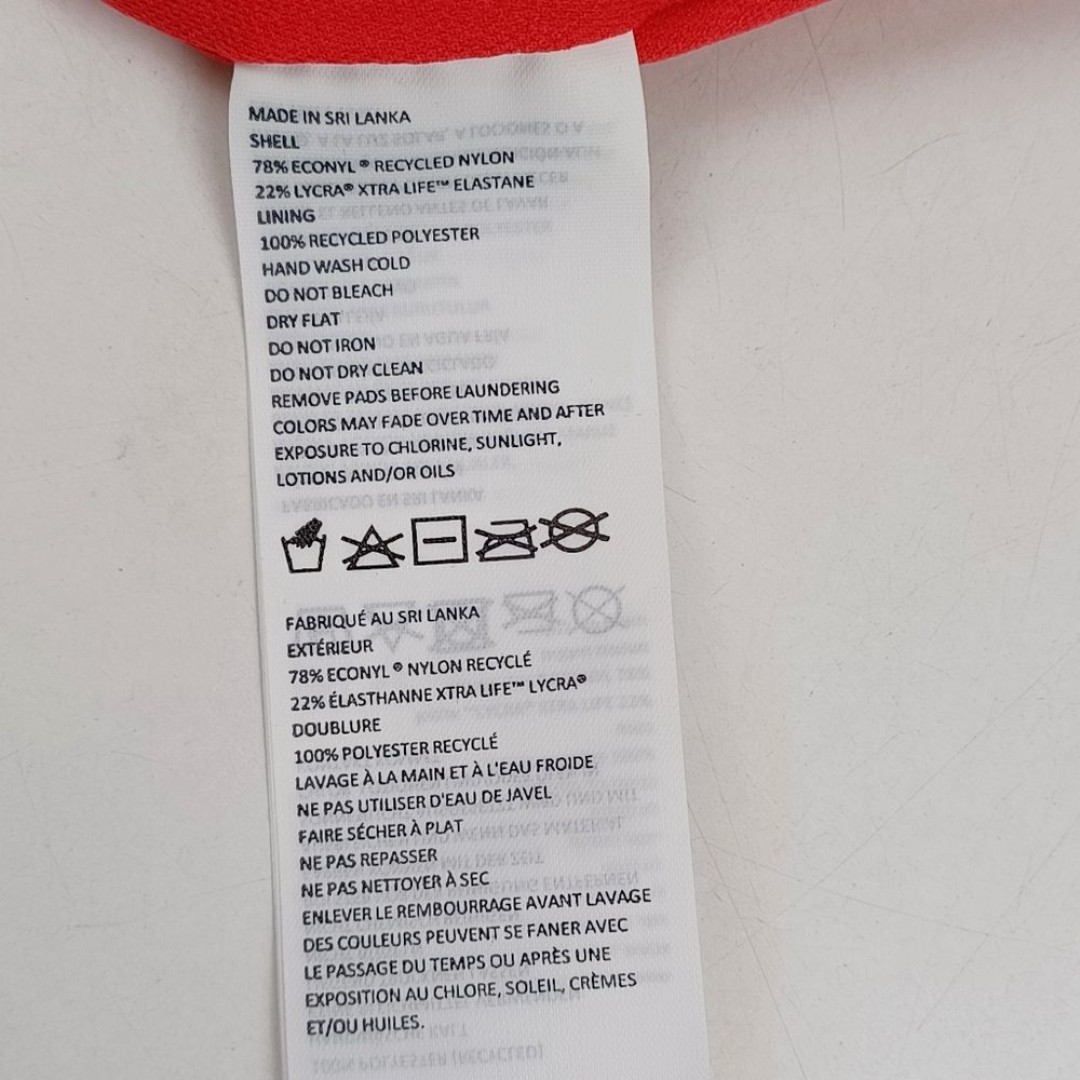 MADE IN SRI LANKA
SHELL
78% ECONYL® RECYCLED NYLON
22% LYCRA® XTRA LIFE™ ELASTANE
LINING
100% RECYCLED POLYESTER
HAND WASH COLD
DO NOT BLEACH
DRY FLAT
DO NOT IRON
DO NOT DRY CLEAN
REMOVE PADS BEFORE LAUNDERING
COLORS MAY FADE OVER TIME AND AFTER
EXPOSURE TO CHLORINE, SUNLIGHT,
LOTIONS AND/OR OILS
FABRIQUÉ AU SRI LANKA
EXTÉRIEUR
78% ECONYL® NYLON RECYCLÉ
22% ÉLASTHANNE XTRA LIFE™ LYCRA®
DOUBLURE
100% POLYESTER RECYCLÉ
LAVAGE À LA MAIN ET À L'EAU FROIDE
NE PAS UTILISER D'EAU DE JAVEL
FAIRE SÉCHER À PLAT
NE PAS REPASSER
NE PAS NETTOYER À SEC
ENLEVER LE REMBOURRAGE AVANT LAVAGE
DES COULEURS PEUVENT SE FANER AVEC
LE PASSAGE DU TEMPS OU APRÈS UNE
EXPOSITION AU CHLORE, SOLEIL, CRÈMES
ET/OU HUILES.